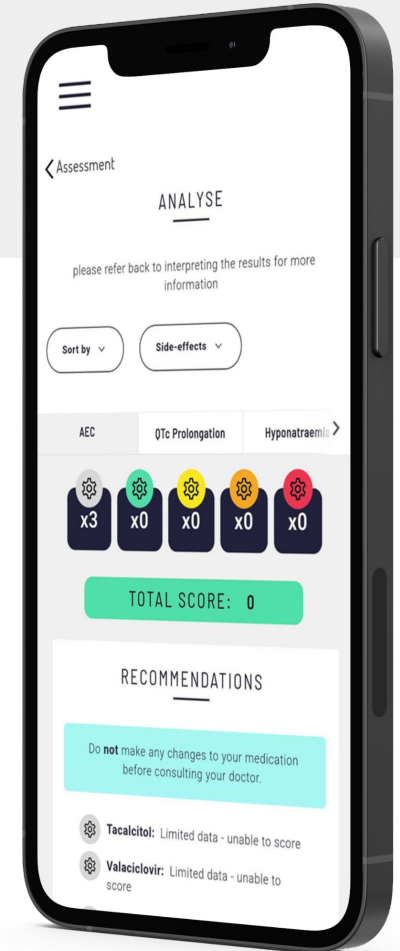 Assessment
ANALYSE
please refer back to interpreting the results for more
information
Sort by
Side-effects
AEC
QTc Prolongation
Hyponatraemia
x3
x0
x0
x0
x0
TOTAL SCORE: 0
RECOMMENDATIONS
Do not make any changes to your medication
before consulting your doctor.
Tacalcitol: Limited data - unable to score
Valaciclovir: Limited data - unable to
score